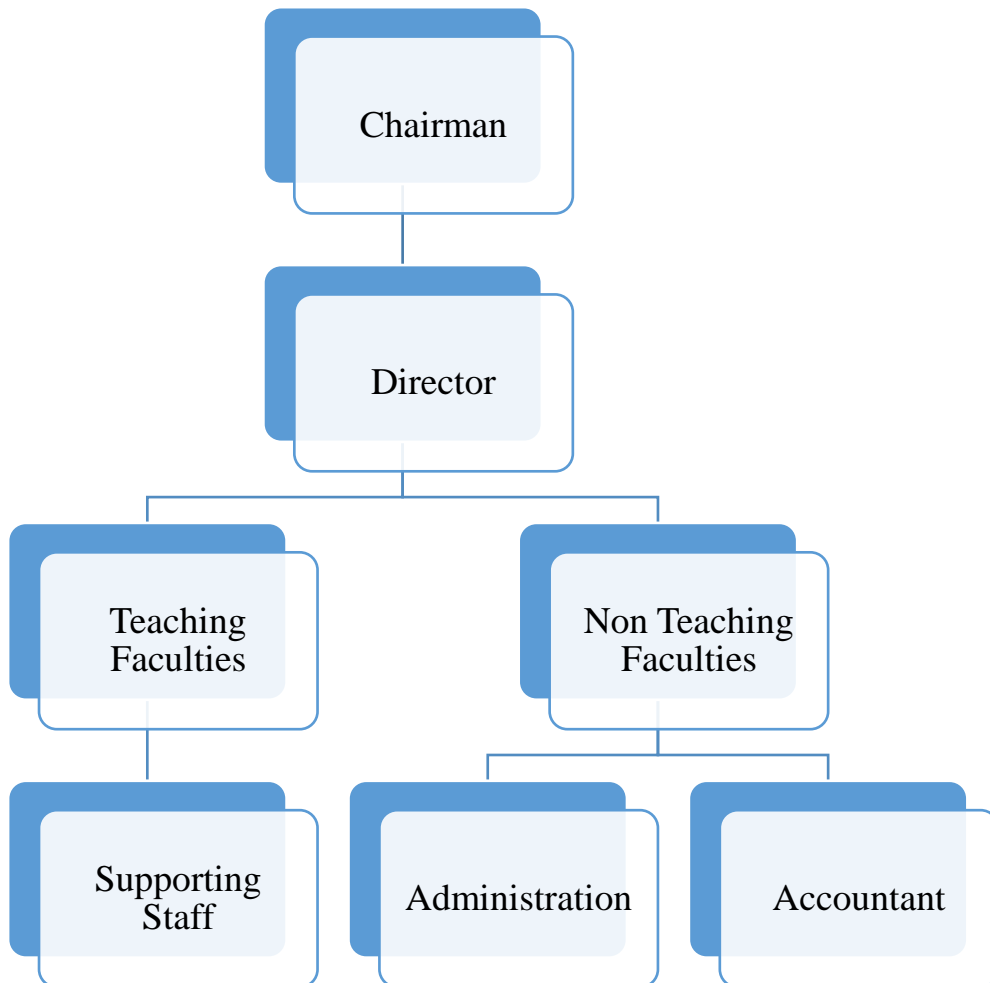 Chairman
Director
Teaching
Faculties
Non Teaching
Faculties
Supporting
Staff
Administration
Accountant